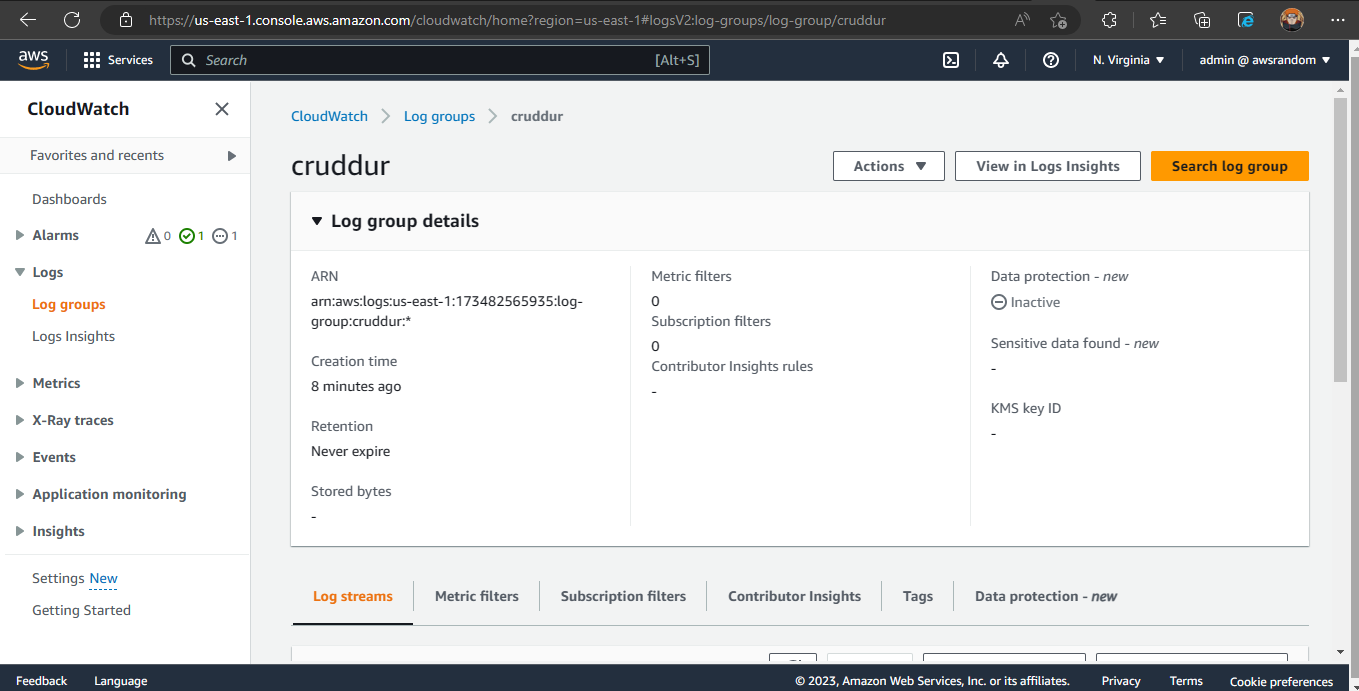 https://us-east-1.console.aws.amazon.com/cloudwatch/home?region=us-east-1#logsV2:log-groups/log-group/cruddur
aws
Services
Search
[Alt+S]
N. Virginia
admin @ awsrandom
CloudWatch
Favorites and recents
Dashboards
Alarms 0 1 1
Logs
Log groups
Logs Insights
Metrics
X-Ray traces
Events
Application monitoring
Insights
Settings New
Getting Started
CloudWatch
Log groups
cruddur
cruddur
Actions
View in Logs Insights
Search log group
Log group details
ARN
arn:aws:logs:us-east-1:173482565935:log-
group:cruddur:*
Creation time
8 minutes ago
Retention
Never expire
Stored bytes
-
Metric filters
0
Subscription filters
0
Contributor Insights rules
-
Data protection - new
Inactive
Sensitive data found - new
-
KMS key ID
-
Log streams
Metric filters
Subscription filters
Contributor Insights
Tags
Data protection - new
Feedback
Language
© 2023, Amazon Web Services, Inc. or its affiliates.
Privacy
Terms
Cookie preferences